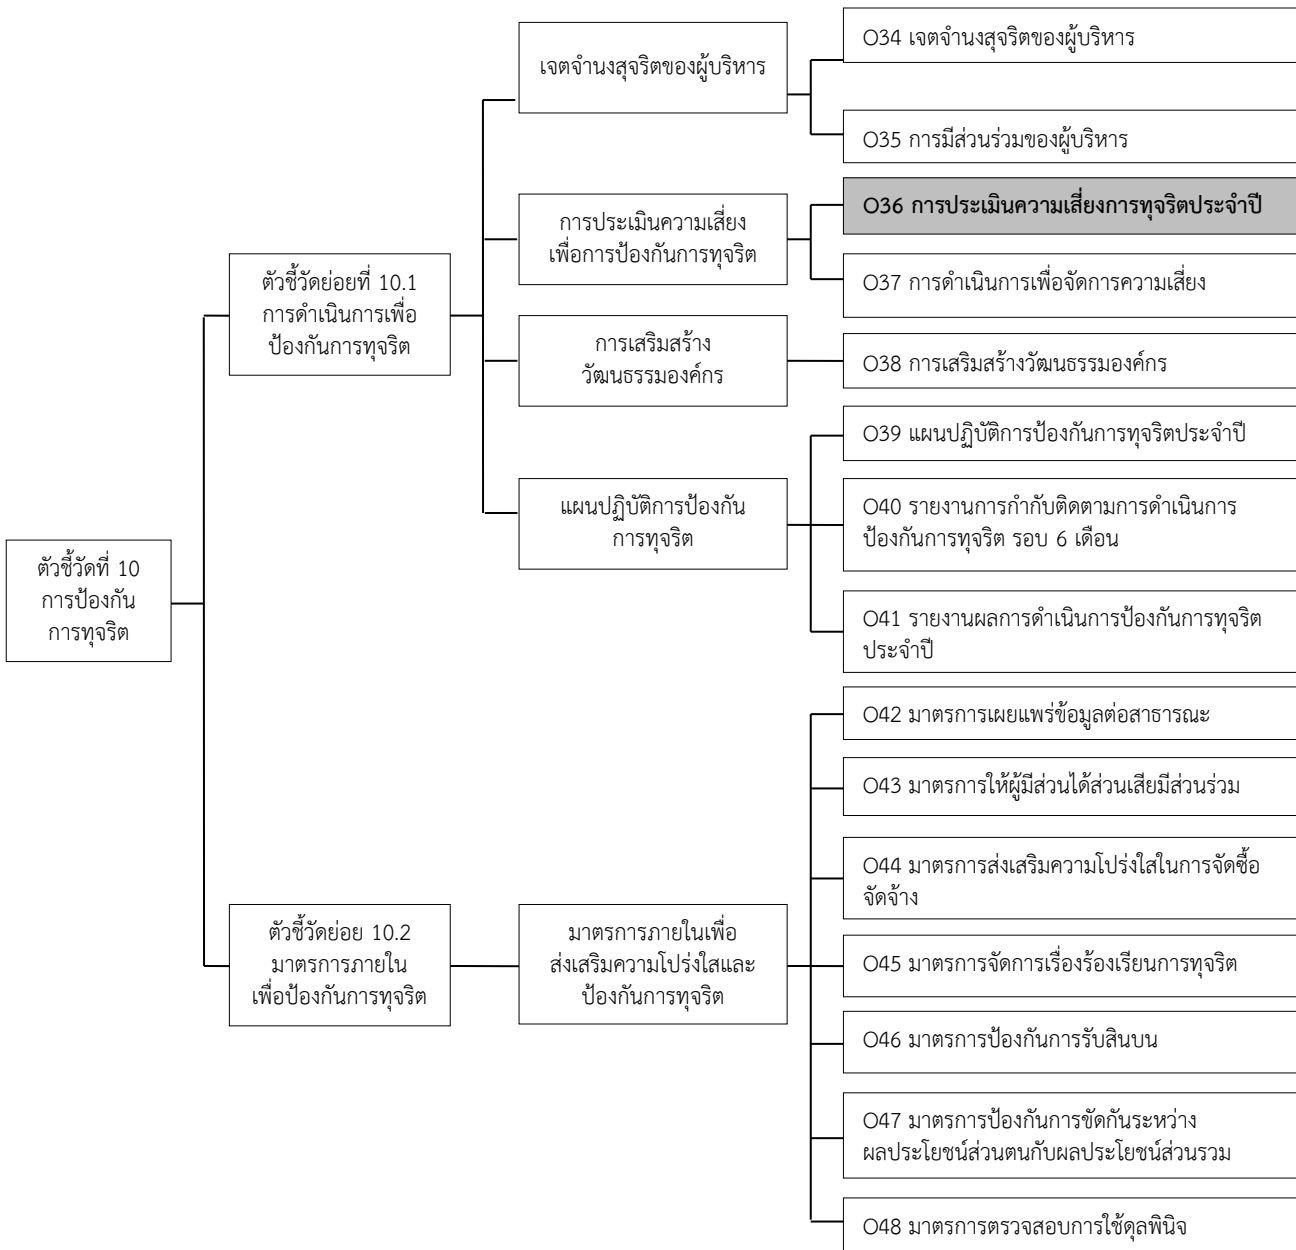 ตัวชี้วัดที่ 10
การป้องกัน
การทุจริต
ตัวชี้วัดย่อยที่ 10.1
การดำเนินการเพื่อ
ป้องกันการทุจริต
เจตจำนงสุจริตของผู้บริหาร
O34 เจตจำนงสุจริตของผู้บริหาร
O35 การมีส่วนร่วมของผู้บริหาร
การประเมินความเสี่ยง
เพื่อการป้องกันการทุจริต
O36 การประเมินความเสี่ยงการทุจริตประจำปี
O37 การดำเนินการเพื่อจัดการความเสี่ยง
การเสริมสร้าง
วัฒนธรรมองค์กร
O38 การเสริมสร้างวัฒนธรรมองค์กร
แผนปฏิบัติการป้องกัน
การทุจริต
O39 แผนปฏิบัติการป้องกันการทุจริตประจำปี
O40 รายงานการกำกับติดตามการดำเนินการ
ป้องกันการทุจริต รอบ 6 เดือน
O41 รายงานผลการดำเนินการป้องกันการทุจริต
ประจำปี
ตัวชี้วัดย่อย 10.2
มาตรการภายใน
เพื่อป้องกันการทุจริต
มาตรการภายในเพื่อ
ส่งเสริมความโปร่งใสและ
ป้องกันการทุจริต
O42 มาตรการเผยแพร่ข้อมูลต่อสาธารณะ
O43 มาตรการให้ผู้มีส่วนได้ส่วนเสียมีส่วนร่วม
O44 มาตรการส่งเสริมความโปร่งใสในการจัดซื้อ
จัดจ้าง
O45 มาตรการจัดการเรื่องร้องเรียนการทุจริต
O46 มาตรการป้องกันการรับสินบน
O47 มาตรการป้องกันการขัดกันระหว่าง
ผลประโยชน์ส่วนตนกับผลประโยชน์ส่วนรวม
O48 มาตรการตรวจสอบการใช้ดุลพินิจ